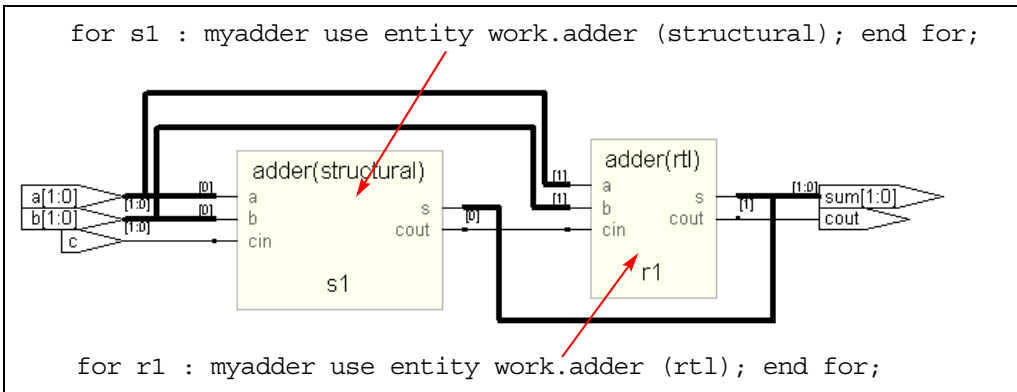 for s1 : myadder use entity work.adder (structural); end for;
adder(structural)
adder(rtl)
a[1:0]
b[1:0]
c
[0]
[1:0]
[0]
[1:0]
a
b
cin
s
cout
s1
[0]
[1]
[1]
a
b
cin
s
cout
r1
[1]
[1:0]
sum[1:0]
cout
for r1 : myadder use entity work.adder (rtl); end for;